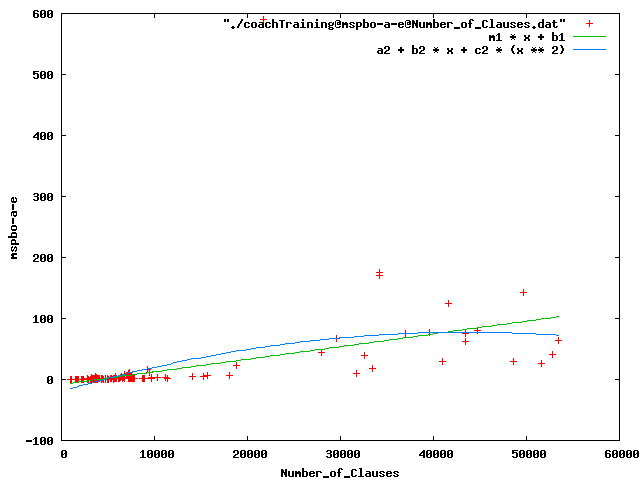 600
"./coachTraining@mspbo-a-e@Number_of_Clauses.dat"
m1 * x + b1
a2 + b2 * x + c2 * (x ** 2)
500
400
300
mspbo-a-e
200
100
0
-100
0 10000 20000 30000 40000 50000 60000
Number_of_Clauses